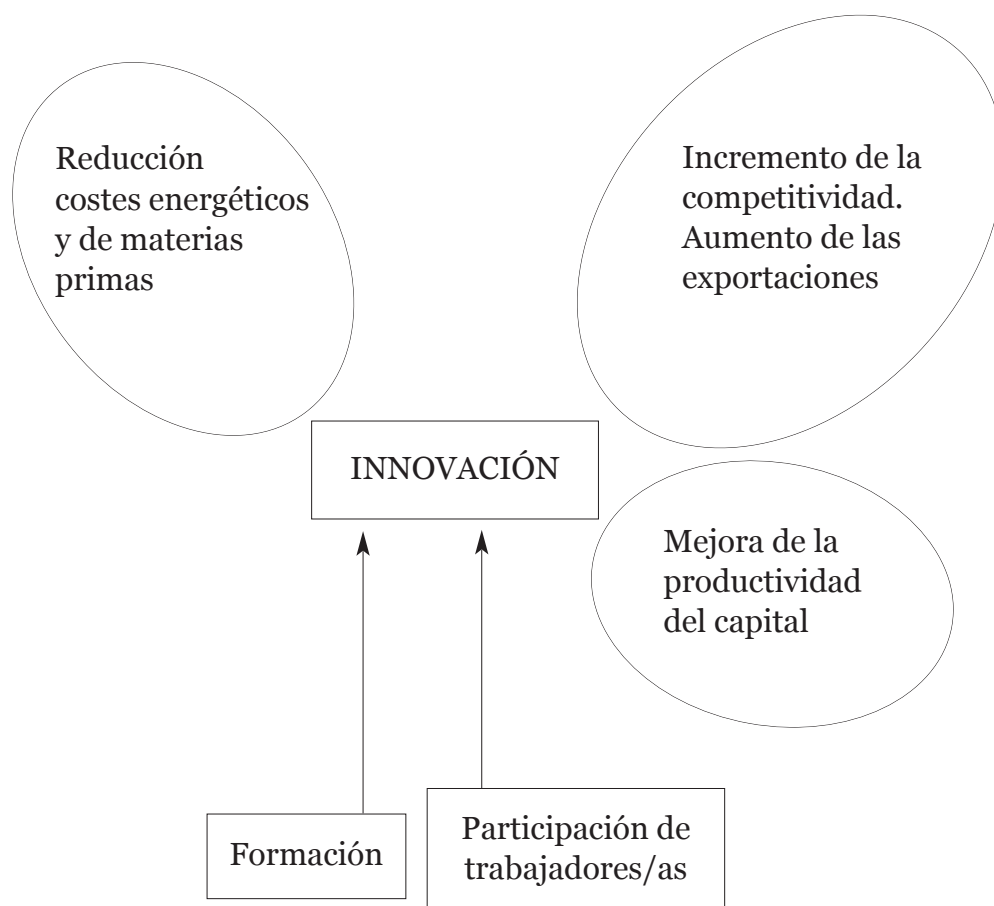 Reducción
costes energéticos
y de materias
primas
Incremento de la
competitividad.
Aumento de las
exportaciones
INNOVACIÓN
Mejora de la
productividad
del capital
Formación
Participación de
trabajadores/as